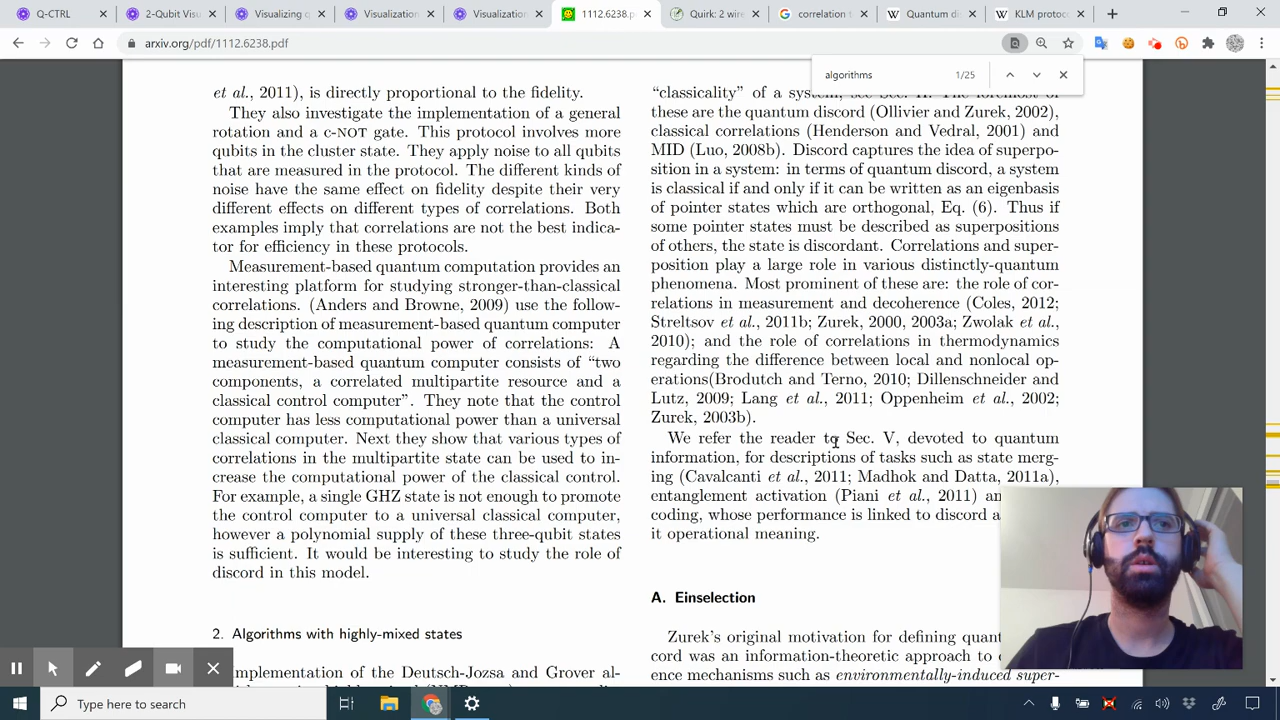 Q-CTRL
2-Qubit Visu
Visualizing q
Visualization
Visualization
1112.6238.pdf
Quirk: 2 wire
correlation t
Quantum dis
KLM protoc
arxiv.org/pdf/1112.6238.pdf
algorithms
1/25
et al., 2011), is directly proportional to the fidelity.
They also investigate the implementation of a general
rotation and a c-NOT gate. This protocol involves more
qubits in the cluster state. They apply noise to all qubits
that are measured in the protocol. The different kinds of
noise have the same effect on fidelity despite their very
different effects on different types of correlations. Both
examples imply that correlations are not the best indica-
tor for efficiency in these protocols.
Measurement-based quantum computation provides an
interesting platform for studying stronger-than-classical
correlations. (Anders and Browne, 2009) use the follow-
ing description of measurement-based quantum computer
to study the computational power of correlations: A
measurement-based quantum computer consists of “two
components, a correlated multipartite resource and a
classical control computer”. They note that the control
computer has less computational power than a universal
classical computer. Next they show that various types of
correlations in the multipartite state can be used to in-
crease the computational power of the classical control.
For example, a single GHZ state is not enough to promote
the control computer to a universal classical computer,
however a polynomial supply of these three-qubit states
is sufficient. It would be interesting to study the role of
discord in this model.
2. Algorithms with highly-mixed states
Implementation of the Deutsch-Jozsa and Grover al-
“classicality” of a system, see Sec. II. The foremost of
these are the quantum discord (Ollivier and Zurek, 2002),
classical correlations (Henderson and Vedral, 2001) and
MID (Luo, 2008b). Discord captures the idea of superpo-
sition in a system: in terms of quantum discord, a system
is classical if and only if it can be written as an eigenbasis
of pointer states which are orthogonal, Eq. (6). Thus if
some pointer states must be described as superpositions
of others, the state is discordant. Correlations and super-
position play a large role in various distinctly-quantum
phenomena. Most prominent of these are: the role of cor-
relations in measurement and decoherence (Coles, 2012;
Streltsov et al., 2011b; Zurek, 2000, 2003a; Zwolak et al.,
2010); and the role of correlations in thermodynamics
regarding the difference between local and nonlocal op-
erations(Brodutch and Terno, 2010; Dillenschneider and
Lutz, 2009; Lang et al., 2011; Oppenheim et al., 2002;
Zurek, 2003b).
We refer the reader to Sec. V, devoted to quantum
information, for descriptions of tasks such as state merg-
ing (Cavalcanti et al., 2011; Madhok and Datta, 2011a),
entanglement activation (Piani et al., 2011) an
coding, whose performance is linked to discord a
it operational meaning.
A. Einselection
Zurek's original motivation for defining quan
cord was an information-theoretic approach to
ence mechanisms such as environmentally-induced super-
Type here to search